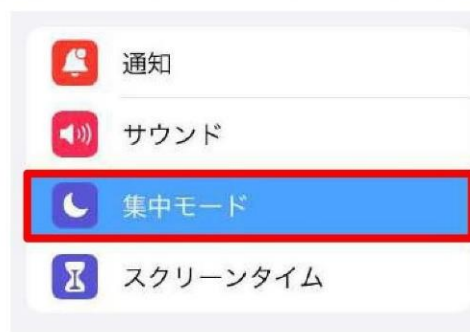 通知
サウンド
集中モード
スクリーンタイム